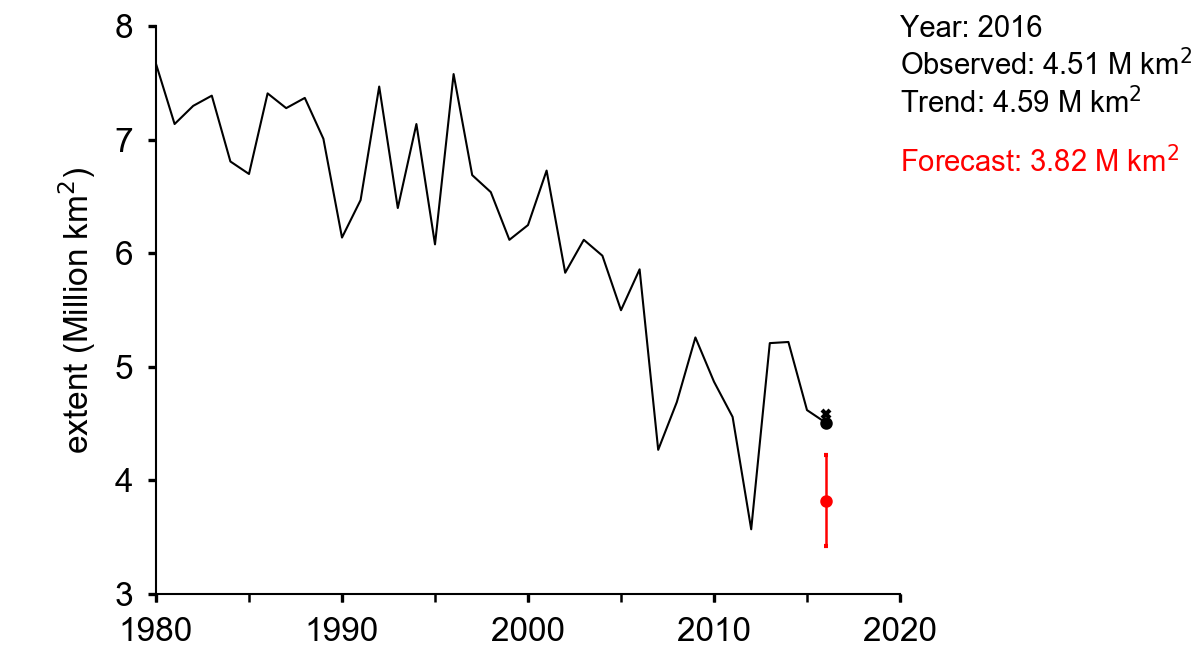 Year: 2016
Observed: 4.51 M km²
Trend: 4.59 M km²
Forecast: 3.82 M km²
extent (Million km²)
8
7
6
5
4
3
1980 1990 2000 2010 2020